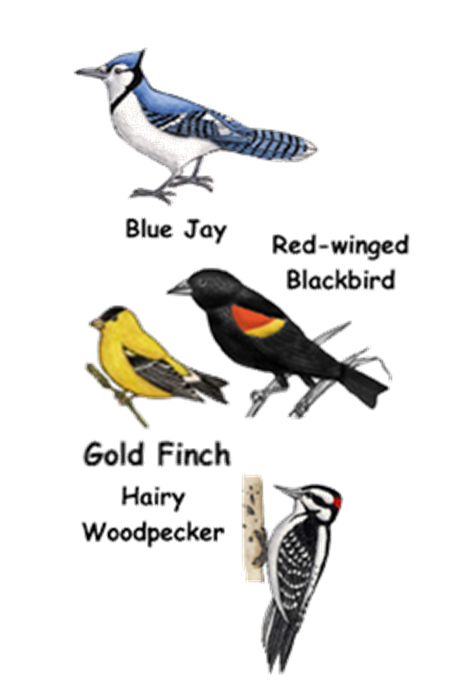 Blue Jay
Red-winged
Blackbird
Gold Finch
Hairy
Woodpecker